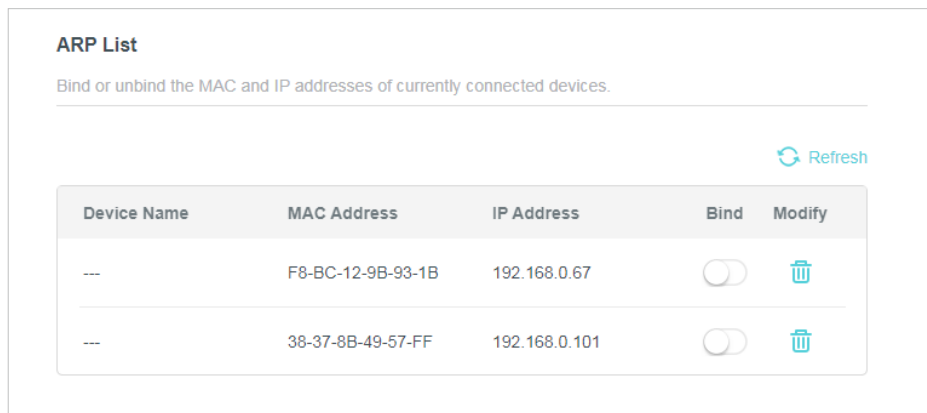 ARP List
Bind or unbind the MAC and IP addresses of currently connected devices.
Refresh
Device Name MAC Address IP Address Bind Modify
--- F8-BC-12-9B-93-1B 192.168.0.67
--- 38-37-8B-49-57-FF 192.168.0.101